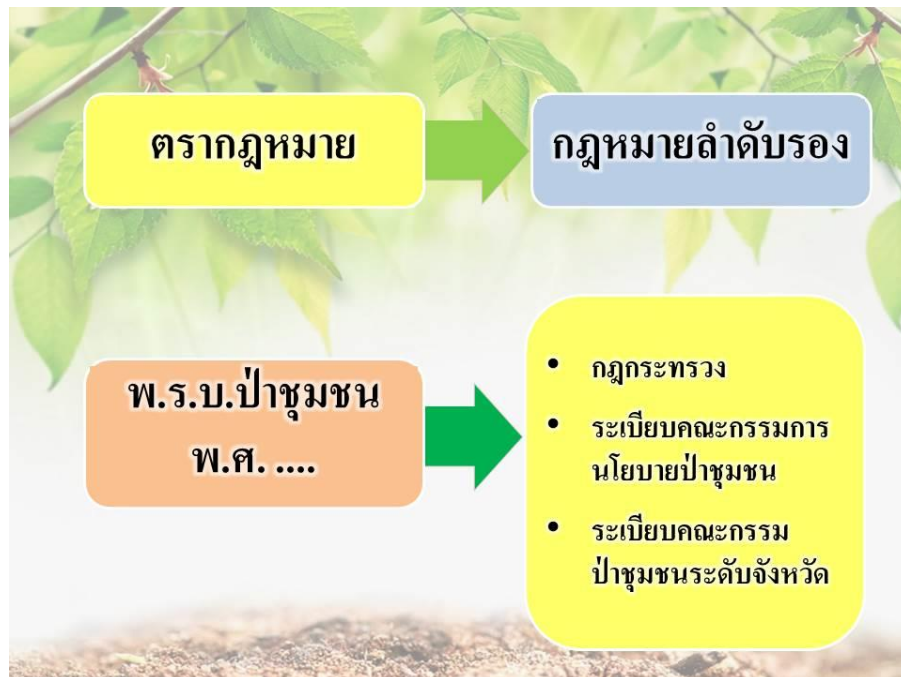 ตรากฎหมาย
กฎหมายลำดับรอง
พ.ร.บ.ป่าชุมชน
พ.ศ. ....
• กฎกระทรวง
• ระเบียบคณะกรรมการ
นโยบายป่าชุมชน
• ระเบียบคณะกรรม
ป่าชุมชนระดับจังหวัด